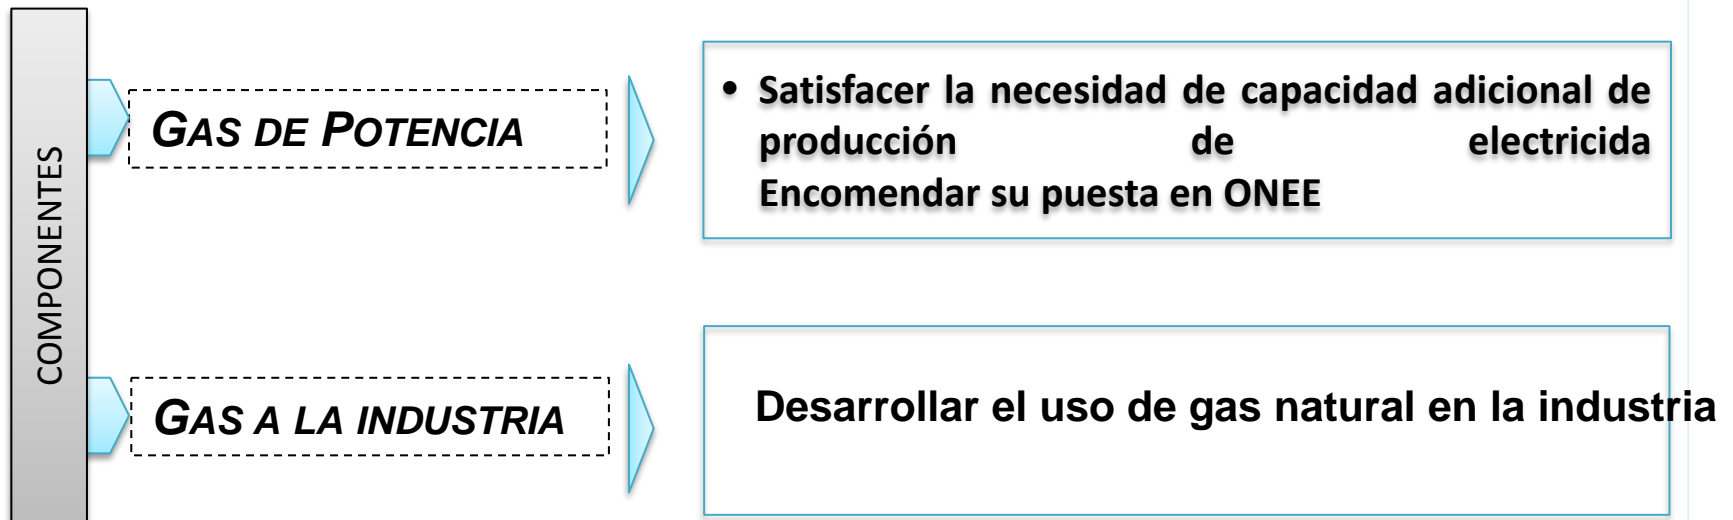 COMPONENTES
GAS DE POTENCIA
• Satisfacer la necesidad de capacidad adicional de
producción de electricida
Encomendar su puesta en ONEE
GAS A LA INDUSTRIA
Desarrollar el uso de gas natural en la industria